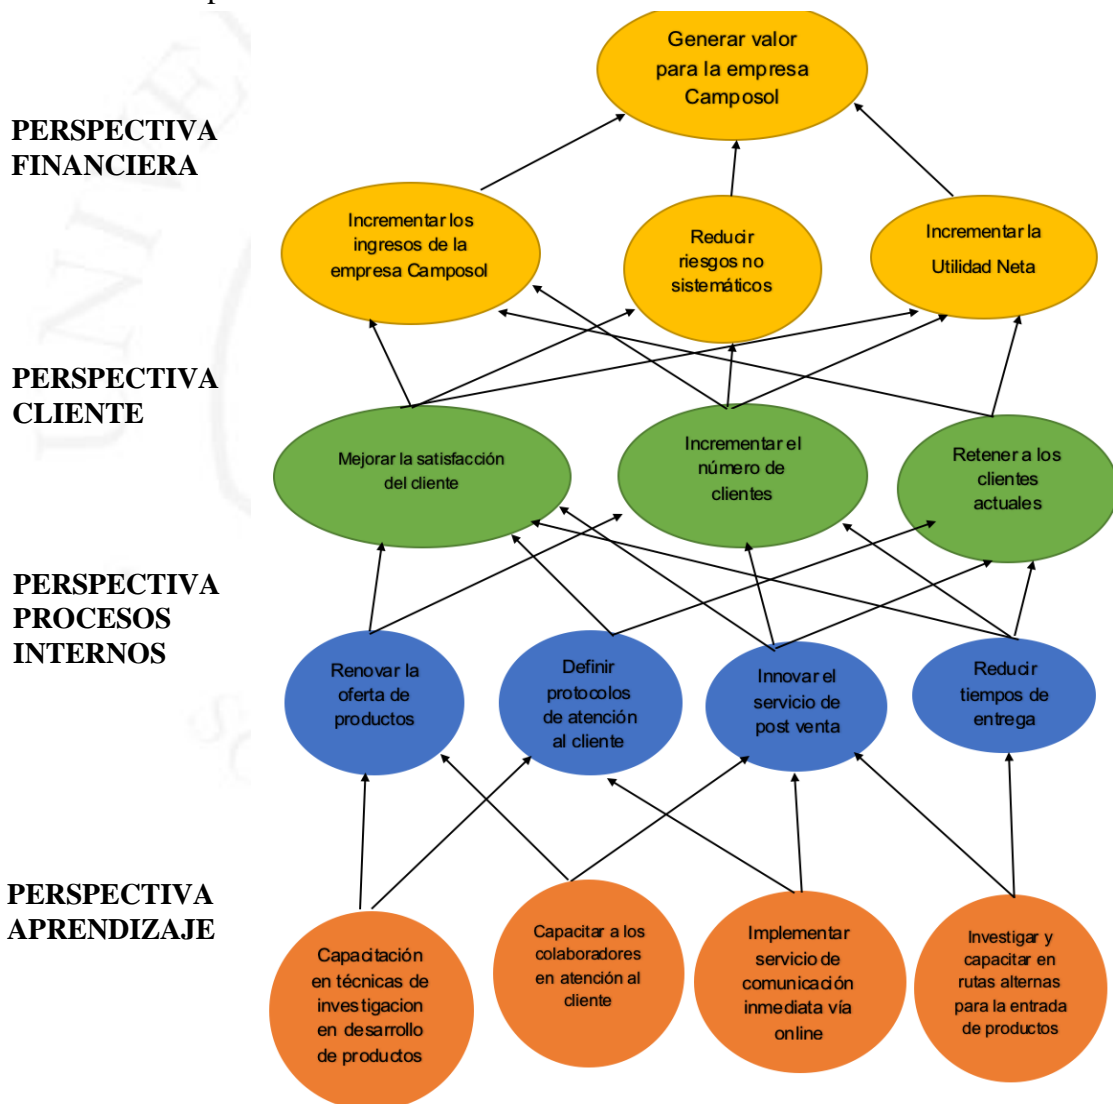 Generar valor
para la empresa
Camposol
PERSPECTIVA
FINANCIERA
Incrementar los
ingresos de la
empresa Camposol
Reducir
riesgos no
sistemáticos
Incrementar la
Utilidad Neta
PERSPECTIVA
CLIENTE
Mejorar la satisfacción
del cliente
Incrementar el
número de
clientes
Retener a los
clientes
actuales
PERSPECTIVA
PROCESOS
INTERNOS
Renovar la
oferta de
productos
Definir
protocolos
de atención
al cliente
Innovar el
servicio de
post venta
Reducir
tiempos de
entrega
PERSPECTIVA
APRENDIZAJE
Capacitación
en técnicas de
investigacion
en desarrollo
de productos
Capacitar a los
colaboradores
en atención al
cliente
Implementar
servicio de
comunicación
inmediata vía
online
Investigar y
capacitar en
rutas alternas
para la entrada
de productos